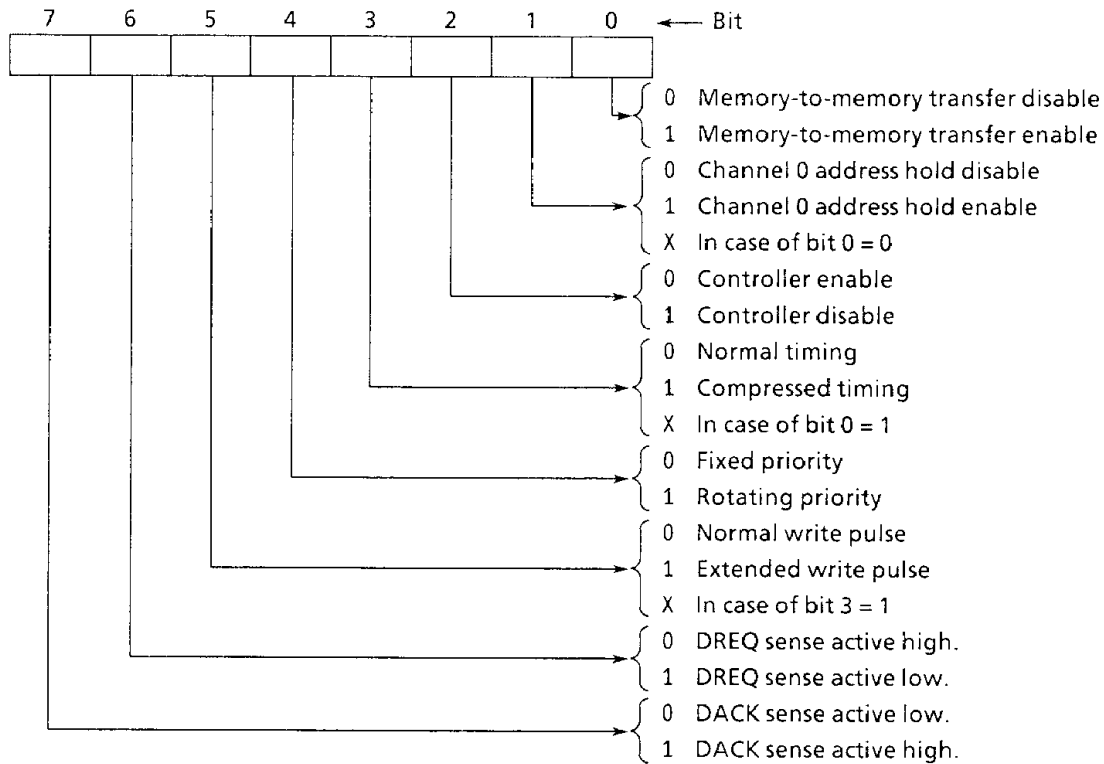 7 6 5 4 3 2 1 0 Bit
0 Memory-to-memory transfer disable
1 Memory-to-memory transfer enable
0 Channel 0 address hold disable
1 Channel 0 address hold enable
X In case of bit 0 = 0
0 Controller enable
1 Controller disable
0 Normal timing
1 Compressed timing
X In case of bit 0 = 1
0 Fixed priority
1 Rotating priority
0 Normal write pulse
1 Extended write pulse
X In case of bit 3 = 1
0 DREQ sense active high.
1 DREQ sense active low.
0 DACK sense active low.
1 DACK sense active high.